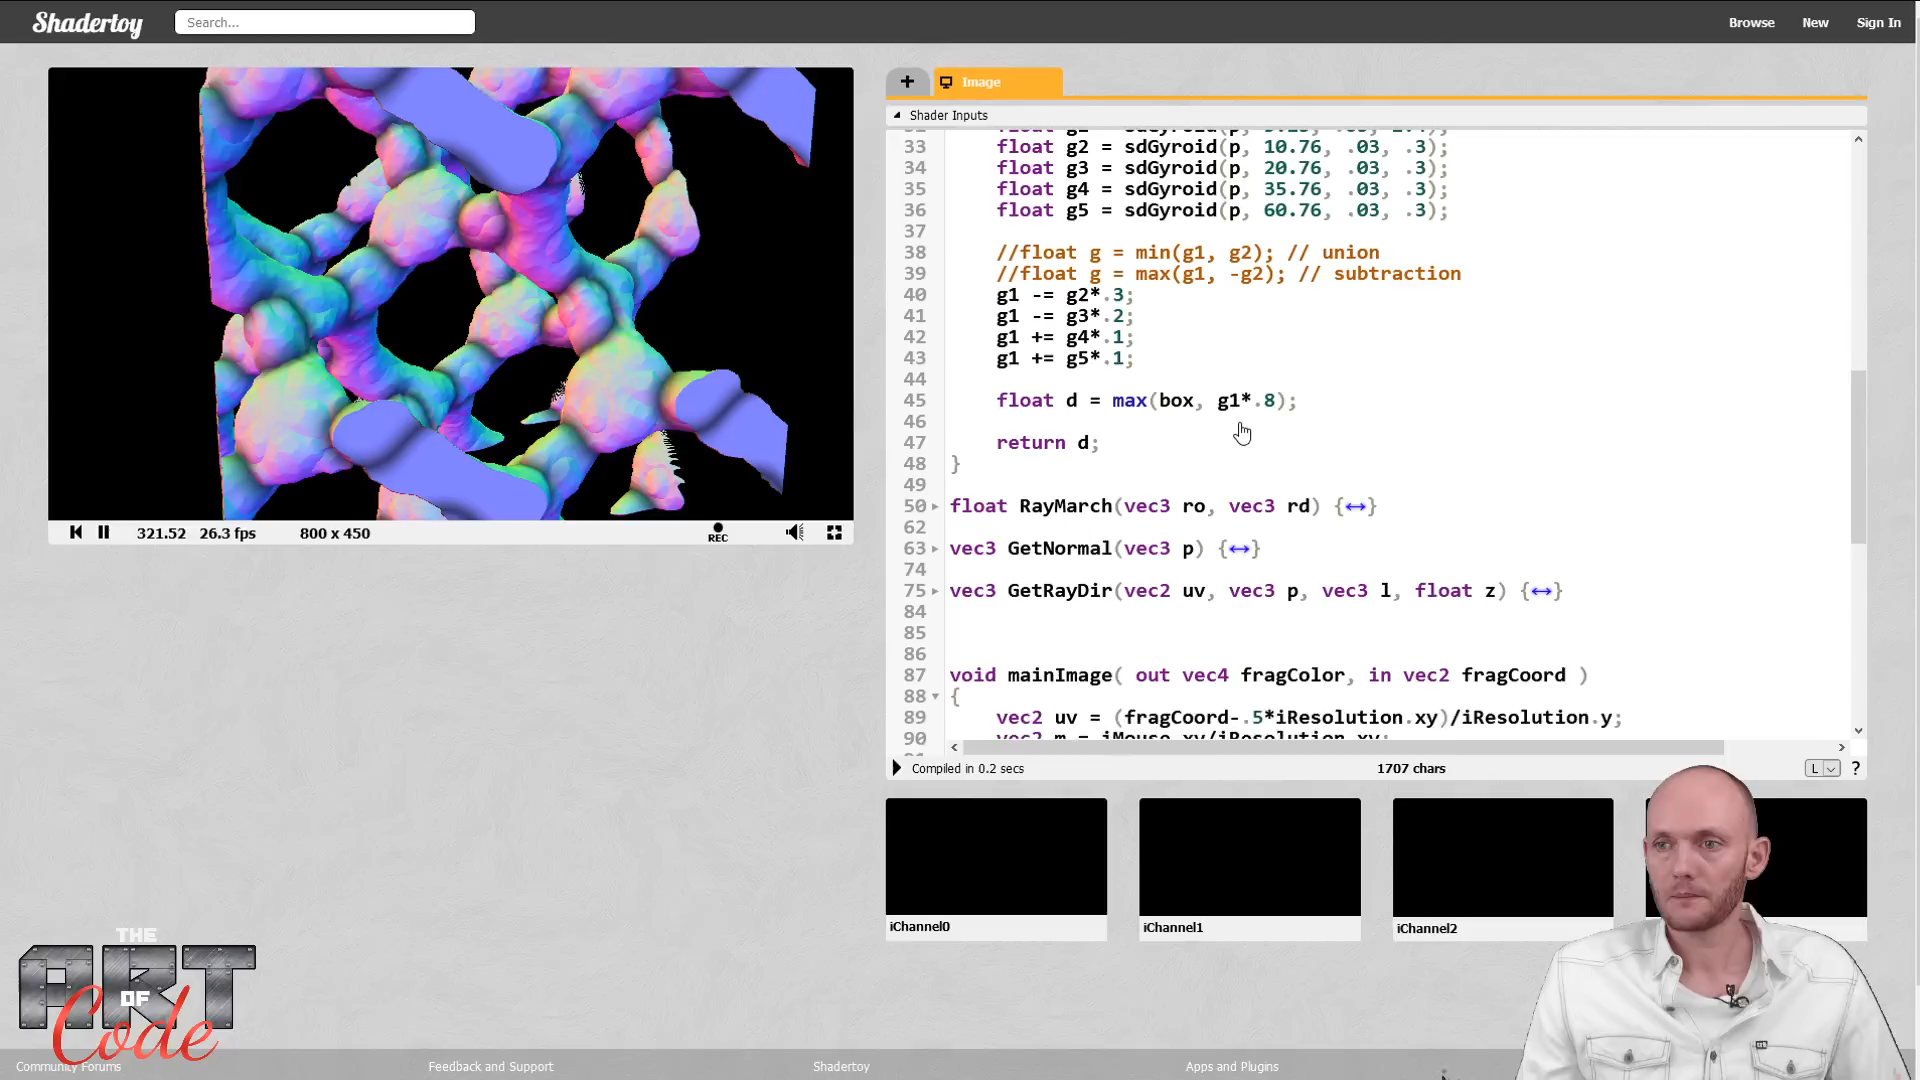 Shadertoy
Search...
Browse New Sign In
+ Image
Shader Inputs
33 float g2 = sdGyroid(p, 10.76, .03, .3);
34 float g3 = sdGyroid(p, 20.76, .03, .3);
35 float g4 = sdGyroid(p, 35.76, .03, .3);
36 float g5 = sdGyroid(p, 60.76, .03, .3);
37
38 //float g = min(g1, g2); // union
39 //float g = max(g1, -g2); // subtraction
40 g1 -= g2*.3;
41 g1 -= g3*.2;
42 g1 += g4*.1;
43 g1 += g5*.1;
44
45 float d = max(box, g1*.8);
46
47 return d;
48 }
49
50 float RayMarch(vec3 ro, vec3 rd) {↔}
62
63 vec3 GetNormal(vec3 p) {↔}
74
75 vec3 GetRayDir(vec2 uv, vec3 p, vec3 l, float z) {↔}
84
85
86
87 void mainImage( out vec4 fragColor, in vec2 fragCoord )
88 {
89 vec2 uv = (fragCoord-.5*iResolution.xy)/iResolution.y;
90 vec2 m = iMouse.xy/iResolution.xy;
321.52 26.3 fps 800 x 450 REC
Compiled in 0.2 secs 1707 chars L ?
iChannel0 iChannel1 iChannel2
THE
ART
OF
Code
Community Forums Feedback and Support Shadertoy Apps and Plugins